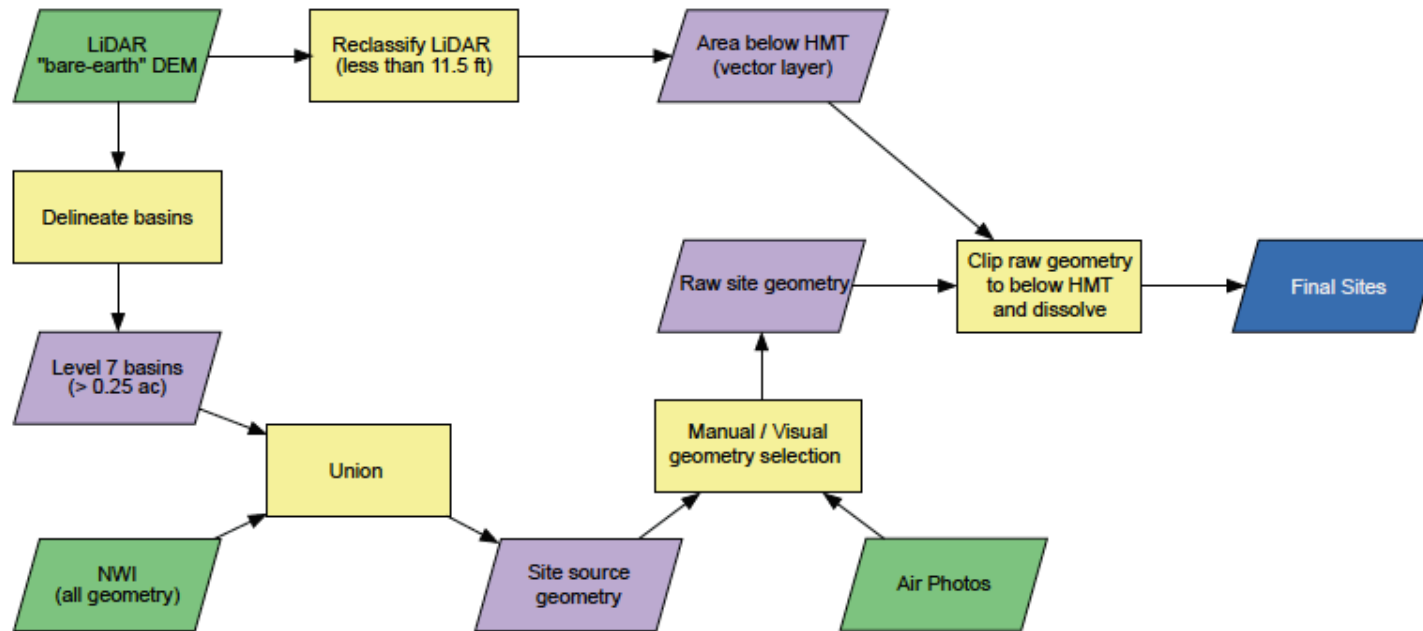 LiDAR
"bare-earth" DEM
Reclassify LiDAR
(less than 11.5 ft)
Area below HMT
(vector layer)
Delineate basins
Raw site geometry
Clip raw geometry
to below HMT
and dissolve
Final Sites
Level 7 basins
(> 0.25 ac)
Union
Manual / Visual
geometry selection
NWI
(all geometry)
Site source
geometry
Air Photos